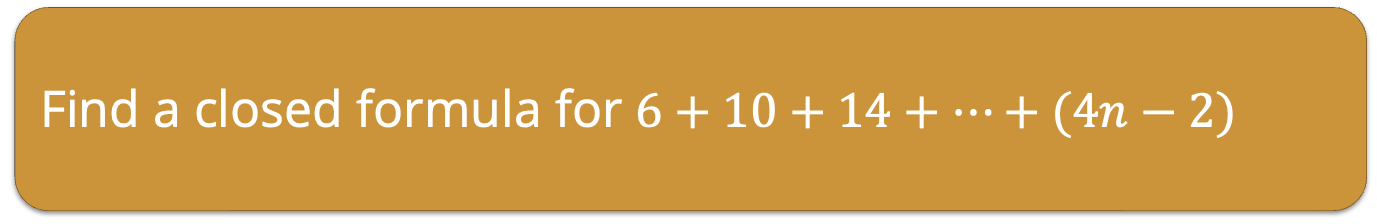 Find a closed formula for 6 + 10 + 14 + ⋯ + (4𝑛 − 2)